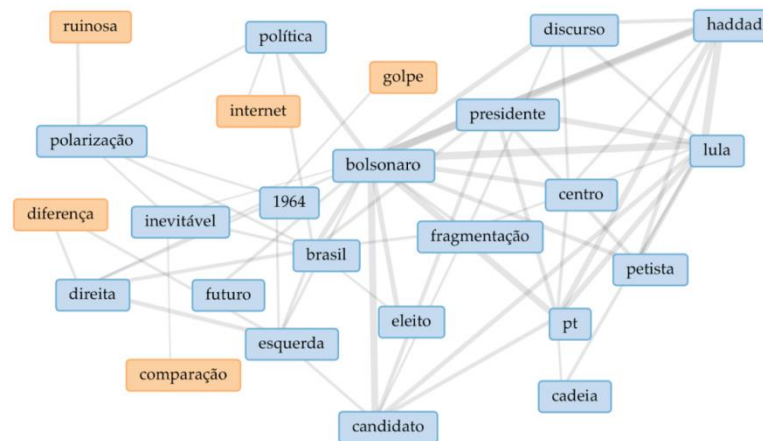 ruinosa
política
discurso
haddad
golpe
internet
presidente
polarização
bolsonaro
lula
centro
1964
diferença
inevitável
fragmentação
brasil
petista
direita
futuro
eleito
pt
esquerda
comparação
cadeia
candidato